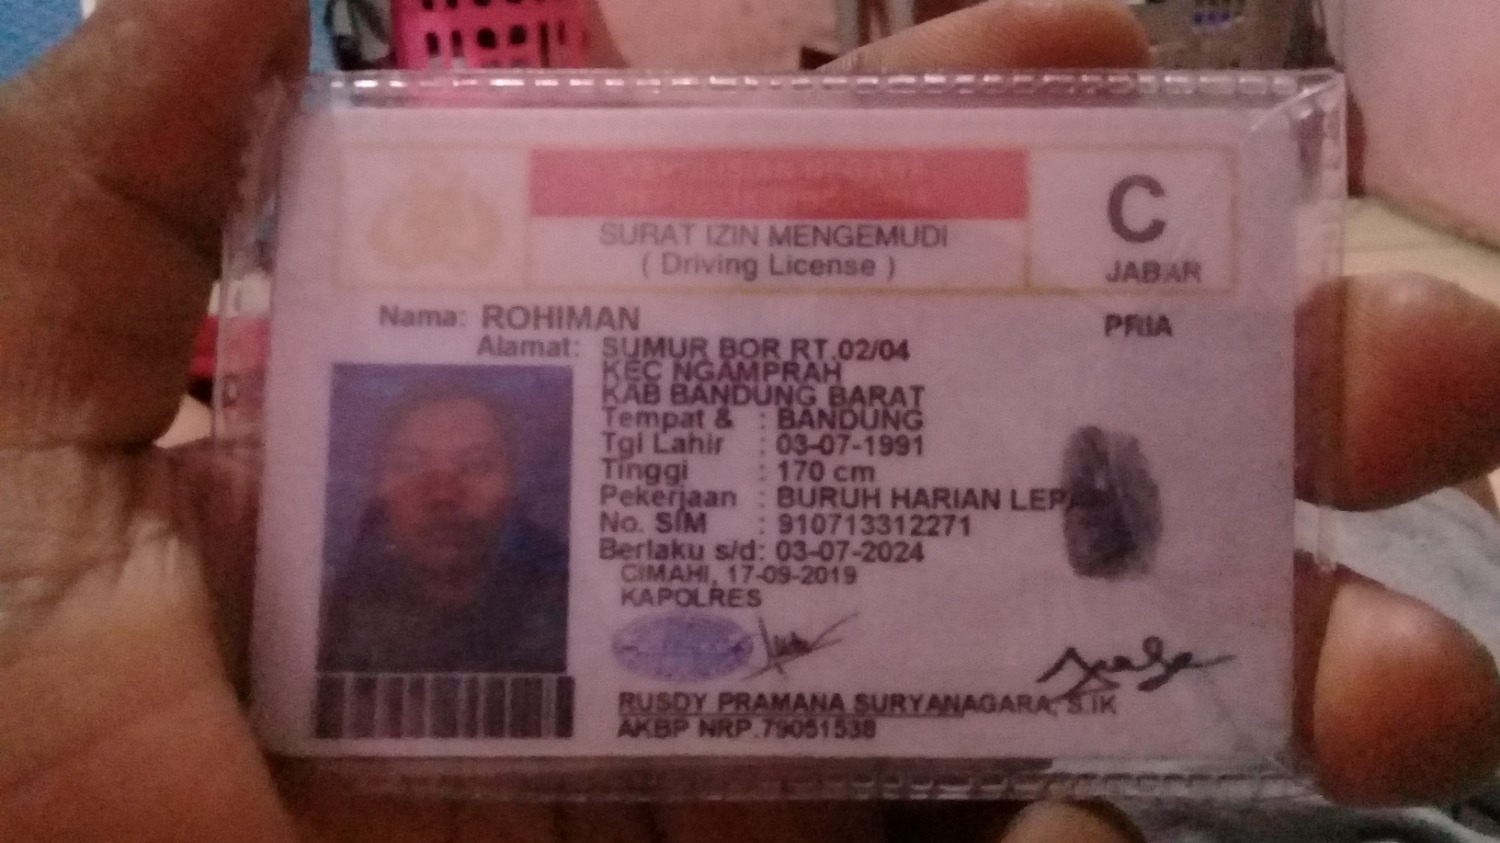 SURAT IZIN MENGEMUDI
( Driving License )
C
JABAR
Nama: ROHIMAN
PRIA
Alamat: SUMUR BOR RT.02/04
KEC NGAMPRAH
KAB BANDUNG BARAT
Tempat & : BANDUNG
Tgl Lahir : 03-07-1991
Tinggi : 170 cm
Pekerjaan : BURUH HARIAN
No. SIM : 910713312271
Berlaku s/d: 03-07-2024
CIMAHI, 17-09-2019
KAPOLRES
RUSDY PRAMANA SURYANAGARA, S.IK
AKBP NRP.79051538